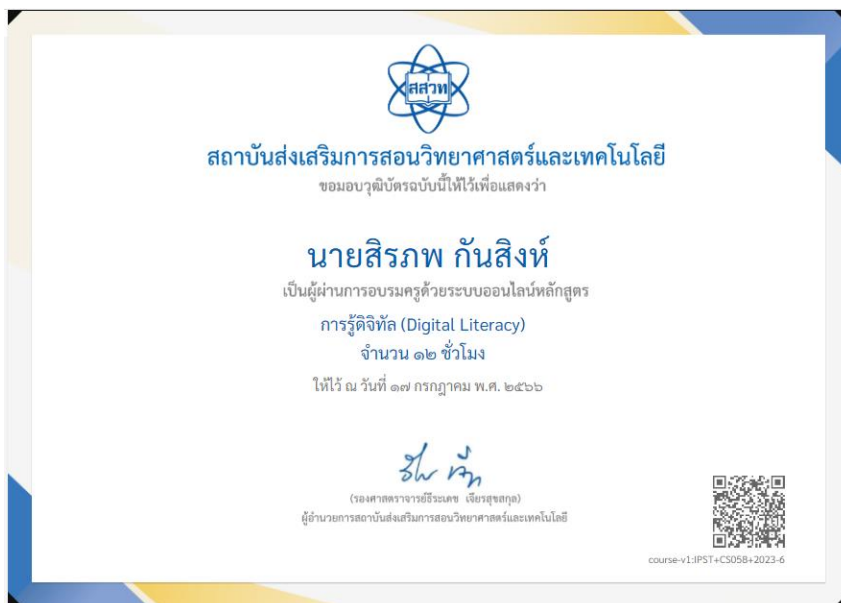 สสวท
สถาบันส่งเสริมการสอนวิทยาศาสตร์และเทคโนโลยี
ขอมอบวุฒิบัตรฉบับนี้ให้ไว้เพื่อแสดงว่า
นายสิรภพ กันสิงห์
เป็นผู้ผ่านการอบรมครูด้วยระบบออนไลน์หลักสูตร
การรู้ดิจิทัล (Digital Literacy)
จำนวน ๑๒ ชั่วโมง
ให้ไว้ ณ วันที่ ๑๗ กรกฎาคม พ.ศ. ๒๕๖๖
(รองศาสตราจารย์ธีระเดช เจียรสุขสกุล)
ผู้อำนวยการสถาบันส่งเสริมการสอนวิทยาศาสตร์และเทคโนโลยี
course-v1:IPST+CS058+2023-6